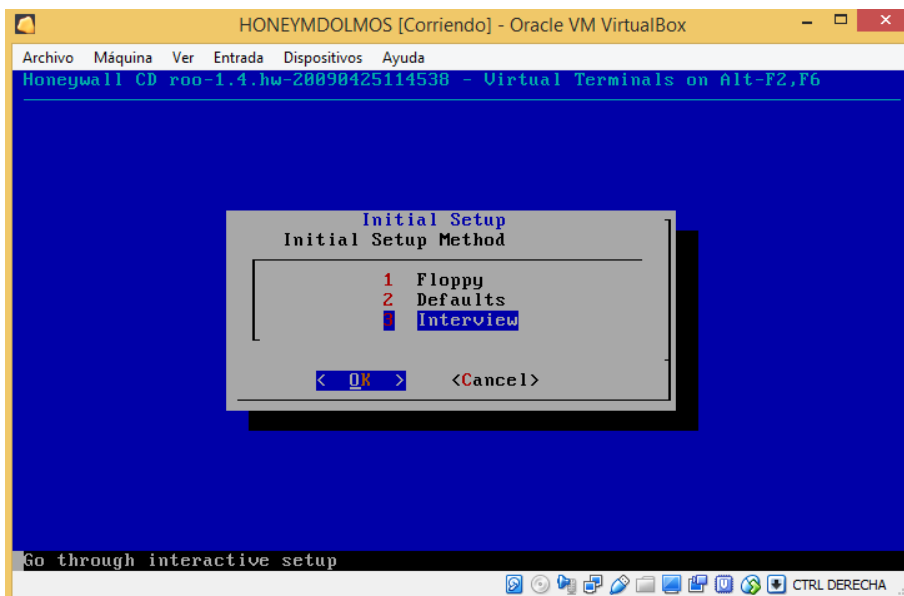 HONEYMDOLMOS [Corriendo] - Oracle VM VirtualBox
Archivo Máquina Ver Entrada Dispositivos Ayuda
Honeywall CD roo-1.4.hw-20090425114538 - Virtual Terminals on Alt-F2,F6
Initial Setup
Initial Setup Method
1 Floppy
2 Defaults
3 Interview
< OK > <Cancel>
Go through interactive setup
CTRL DERECHA